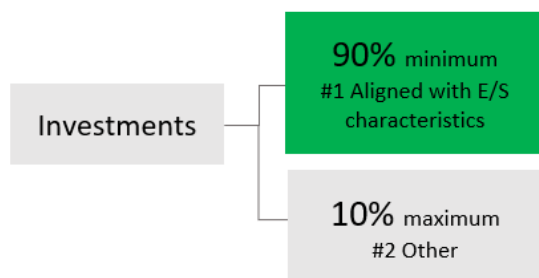 Investments
90% minimum
#1 Aligned with E/S
characteristics
10% maximum
#2 Other